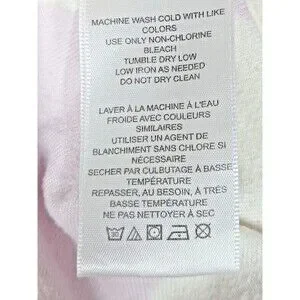 MACHINE WASH COLD WITH LIKE
COLORS
USE ONLY NON-CHLORINE
BLEACH
TUMBLE DRY LOW
LOW IRON AS NEEDED
DO NOT DRY CLEAN
LAVER À LA MACHINE À L'EAU
FROIDE AVEC COULEURS
SIMILAIRES
UTILISER UN AGENT DE
BLANCHIMENT SANS CHLORE SI
NÉCESSAIRE
SECHER PAR CULBUTAGE À BASSE
TEMPÉRATURE
REPASSER, AU BESOIN, À TRÈS
BASSE TEMPÉRATURE
NE PAS NETTOYER À SEC